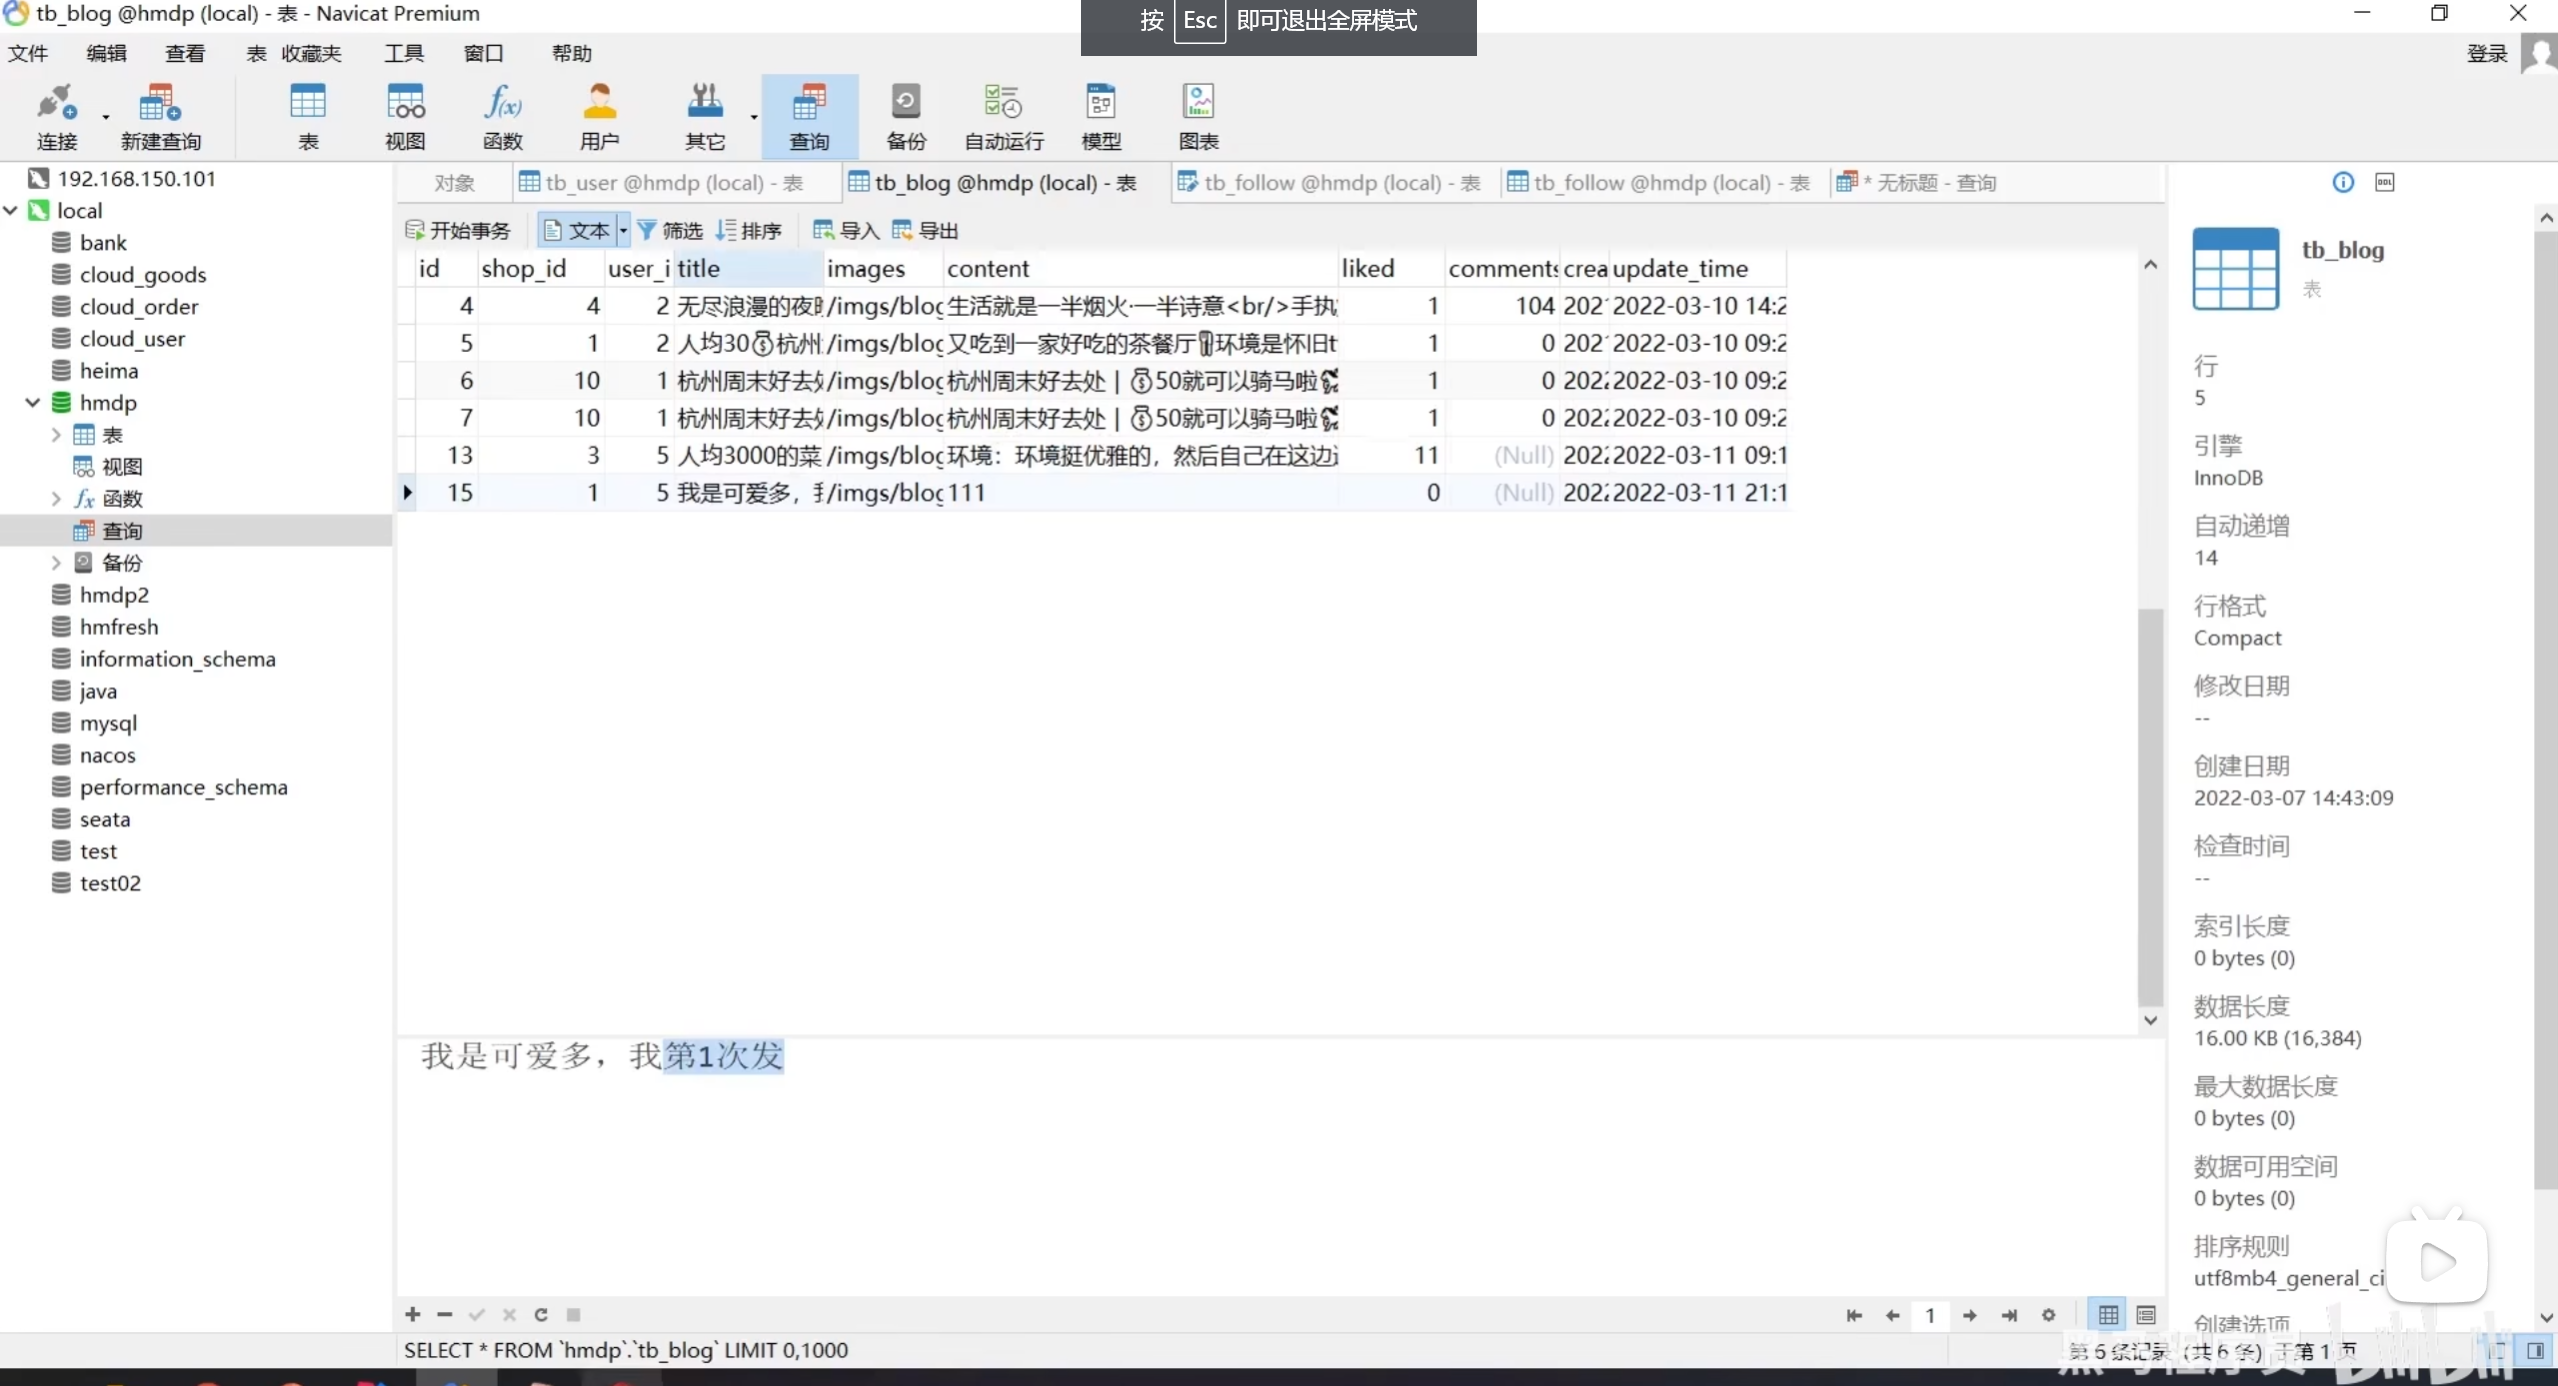 tb_blog @hmdp (local) - 表 - Navicat Premium
按 Esc 即可退出全屏模式
文件 编辑 查看 表 收藏夹 工具 窗口 帮助 登录
连接 新建查询 表 视图 函数 用户 其它 查询 备份 自动运行 模型 图表
192.168.150.101
local
bank
cloud_goods
cloud_order
cloud_user
heima
hmdp
表
视图
函数
查询
备份
hmdp2
hmfresh
information_schema
java
mysql
nacos
performance_schema
seata
test
test02
对象 tb_user @hmdp (local) - 表 tb_blog @hmdp (local) - 表 tb_follow @hmdp (local) - 表 tb_follow @hmdp (local) - 表 * 无标题 - 查询
开始事务 文本 筛选 排序 导入 导出
id shop_id user_i title images content liked comments crea update_time
4 4 2 无尽浪漫的夜 /imgs/blog 生活就是一半烟火·一半诗意<br/>手执 1 104 202 2022-03-10 14:2
5 1 2 人均30💰杭州 /imgs/blog 又吃到一家好吃的茶餐厅🍴环境是怀旧t 1 0 202 2022-03-10 09:2
6 10 1 杭州周末好去 /imgs/blog 杭州周末好去处 | 💰50就可以骑马啦🐎 1 0 202 2022-03-10 09:2
7 10 1 杭州周末好去 /imgs/blog 杭州周末好去处 | 💰50就可以骑马啦🐎 1 0 202 2022-03-10 09:2
13 3 5 人均3000的菜 /imgs/blog 环境：环境挺优雅的，然后自己在这边 11 (Null) 202 2022-03-11 09:1
15 1 5 我是可爱多， /imgs/blog 111 0 (Null) 202 2022-03-11 21:1
我是可爱多，我第1次发
1
SELECT * FROM `hmdp`.`tb_blog` LIMIT 0,1000
第 6 条记录 (共 6 条) 于第 1 页
DDL
tb_blog
表
行
5
引擎
InnoDB
自动递增
14
行格式
Compact
修改日期
--
创建日期
2022-03-07 14:43:09
检查时间
--
索引长度
0 bytes (0)
数据长度
16.00 KB (16,384)
最大数据长度
0 bytes (0)
数据可用空间
0 bytes (0)
排序规则
utf8mb4_general_ci
创建选项
黑马程序员
bilibili